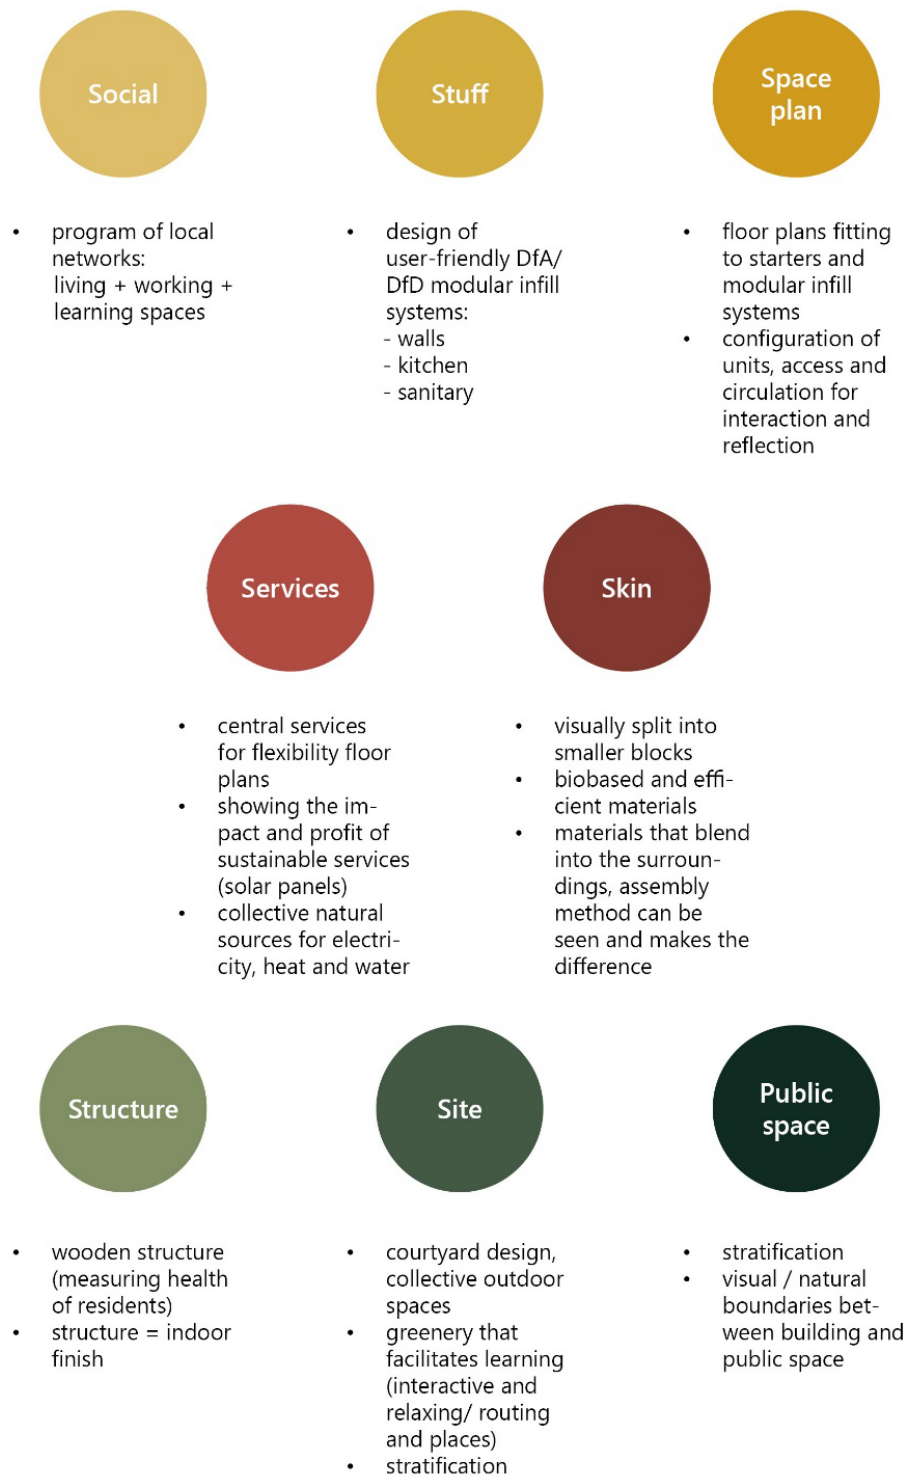 Social
• program of local
networks:
living + working +
learning spaces
Stuff
• design of
user-friendly DfA/
DfD modular infill
systems:
- walls
- kitchen
- sanitary
Space
plan
• floor plans fitting
to starters and
modular infill
systems
• configuration of
units, access and
circulation for
interaction and
reflection
Services
• central services
for flexibility floor
plans
• showing the im-
pact and profit of
sustainable services
(solar panels)
• collective natural
sources for electri-
city, heat and water
Skin
• visually split into
smaller blocks
• biobased and effi-
cient materials
• materials that blend
into the surroun-
dings, assembly
method can be
seen and makes the
difference
Structure
• wooden structure
(measuring health
of residents)
• structure = indoor
finish
Site
• courtyard design,
collective outdoor
spaces
• greenery that
facilitates learning
(interactive and
relaxing/ routing
and places)
• stratification
Public
space
• stratification
• visual / natural
boundaries bet-
ween building and
public space